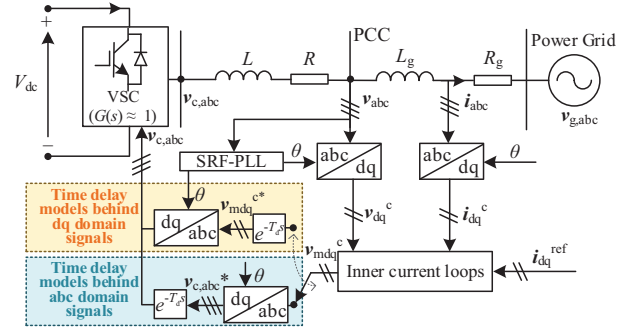 +
V_dc
−
VSC
(G(s) ≈ 1)
v_c,abc
v_c,abc
L
R
PCC
L_g
R_g
Power Grid
v_g,abc
v_abc
i_abc
SRF-PLL
θ
abc
dq
abc
dq
θ
θ
v_dq^c
i_dq^c
Time delay
models behind
dq domain
signals
dq
abc
v_mdq^c*
e^-T_d s
v_mdq^c
Inner current loops
i_dq^ref
Time delay
models behind
abc domain
signals
e^-T_d s
v_c,abc*
θ
dq
abc